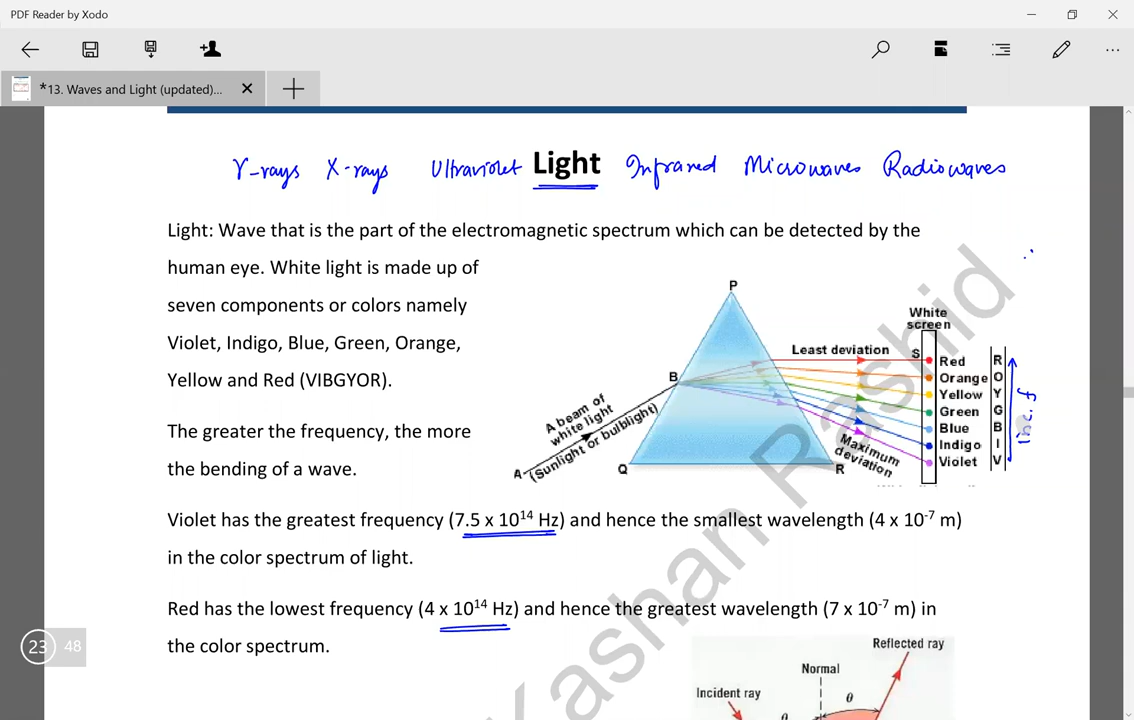 PDF Reader by Xodo
*13. Waves and Light (updated)...
γ-rays X-rays Ultraviolet Light Infrared Microwaves Radiowaves
Light: Wave that is the part of the electromagnetic spectrum which can be detected by the
human eye. White light is made up of
seven components or colors namely
Violet, Indigo, Blue, Green, Orange,
Yellow and Red (VIBGYOR).
The greater the frequency, the more
the bending of a wave.
P
B
Q
R
A
A beam of
white light
(Sunlight or bulblight)
Least deviation
Maximum
deviation
White
screen
S
Red R
Orange O
Yellow Y
Green G
Blue B
Indigo I
Violet V
inc. f
Violet has the greatest frequency (7.5 x 10¹⁴ Hz) and hence the smallest wavelength (4 x 10⁻⁷ m)
in the color spectrum of light.
Red has the lowest frequency (4 x 10¹⁴ Hz) and hence the greatest wavelength (7 x 10⁻⁷ m) in
the color spectrum.
23 48
Reflected ray
Normal
Incident ray
θ
θ
Kashan Rashid